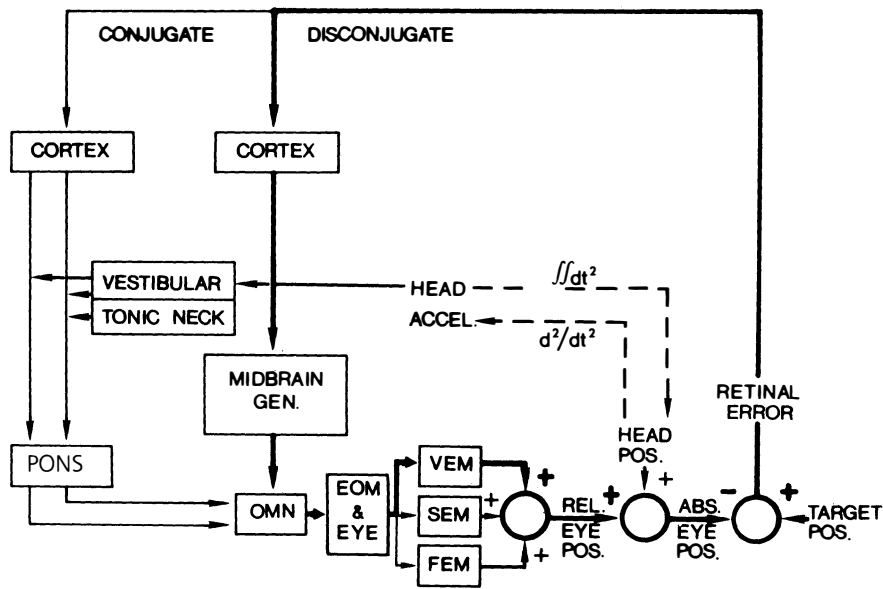 CONJUGATE
DISCONJUGATE
CORTEX
CORTEX
VESTIBULAR
TONIC NECK
HEAD
ACCEL.
∬dt²
d²/dt²
MIDBRAIN
GEN.
RETINAL
ERROR
HEAD
POS.
+
PONS
OMN
EOM
&
EYE
VEM
SEM
FEM
+
+
+
REL.
EYE
POS.
+
ABS.
EYE
POS.
-
+
TARGET
POS.